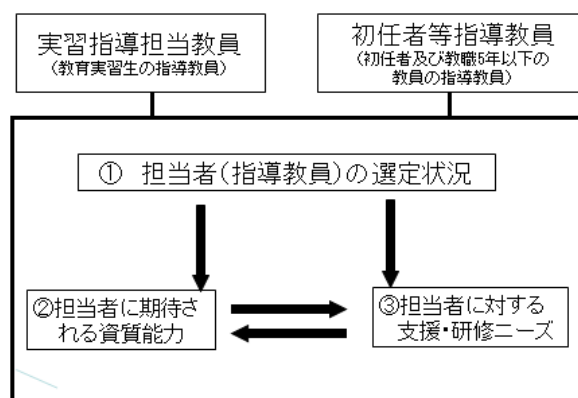 実習指導担当教員
（教育実習生の指導教員）
初任者等指導教員
（初任者及び教職5年以下の
教員の指導教員）
① 担当者（指導教員）の選定状況
②担当者に期待さ
れる資質能力
③担当者に対する
支援・研修ニーズ